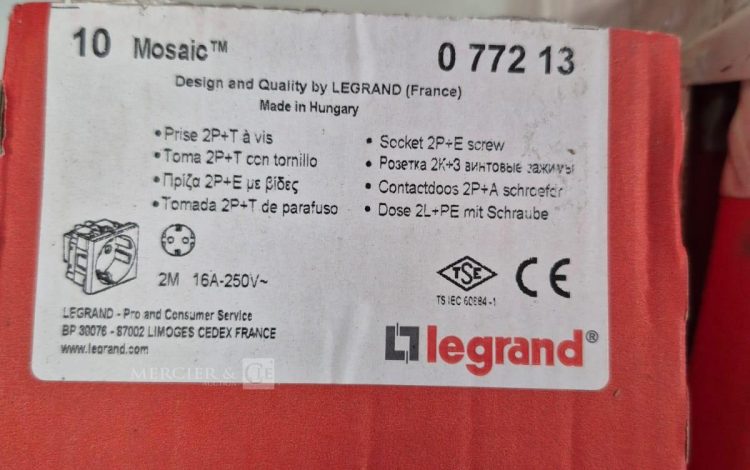 10 Mosaic™ 0 772 13
Design and Quality by LEGRAND (France)
Made in Hungary
• Prise 2P+T à vis
• Toma 2P+T con tornillo
• Πρίζα 2P+E με βίδες
• Tomada 2P+T de parafuso
• Socket 2P+E screw
• Розетка 2К+З винтовые зажимы
• Contactdoos 2P+A schroefdr
• Dose 2L+PE mit Schraube
2M 16A-250V~
TSE
CE
TS IEC 60884-1
LEGRAND - Pro and Consumer Service
BP 30076 - 87002 LIMOGES CEDEX FRANCE
www.legrand.com
legrand®
MERCIER & CIE
AUCTION